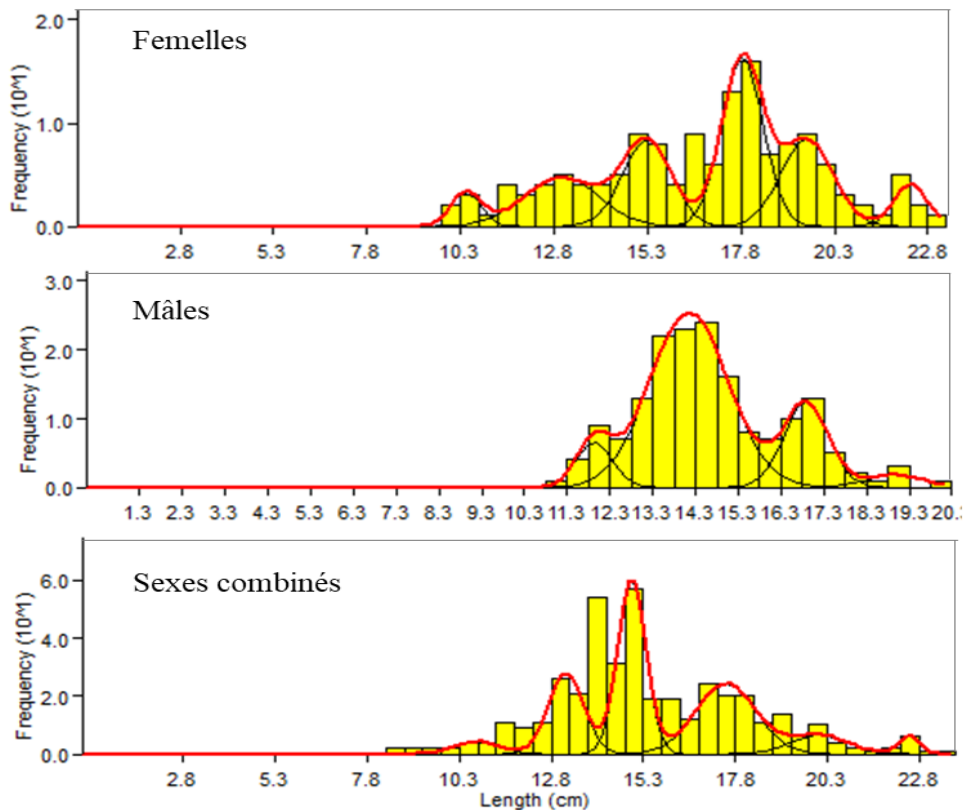 2.0
Femelles
1.0
0.0
Frequency (10^1)
2.8 5.3 7.8 10.3 12.8 15.3 17.8 20.3 22.8
3.0
Mâles
2.0
1.0
0.0
Frequency (10^1)
1.3 2.3 3.3 4.3 5.3 6.3 7.3 8.3 9.3 10.3 11.3 12.3 13.3 14.3 15.3 16.3 17.3 18.3 19.3 20.3
6.0
Sexes combinés
4.0
2.0
0.0
Frequency (10^1)
2.8 5.3 7.8 10.3 12.8 15.3 17.8 20.3 22.8
Length (cm)